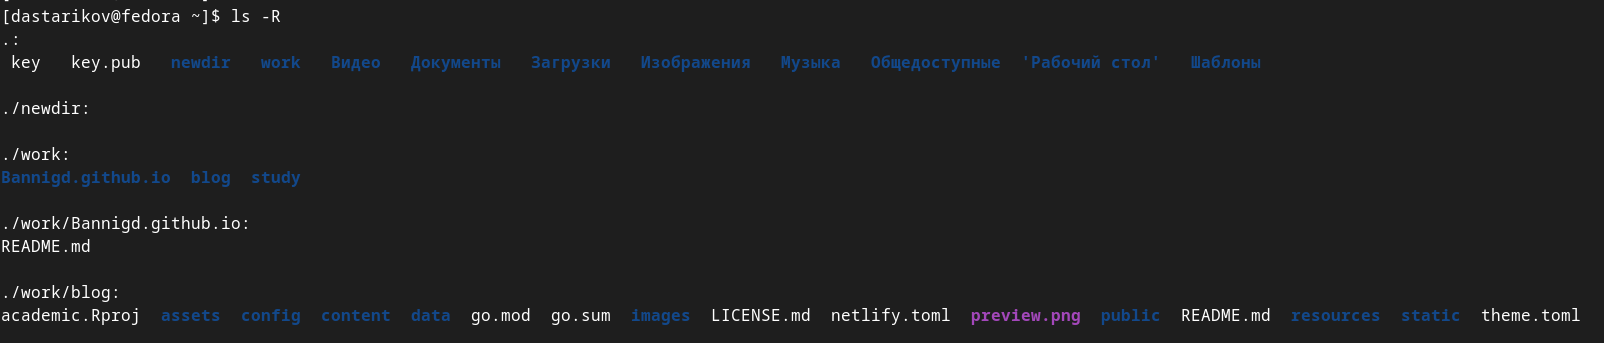 [dastarikov@fedora ~]$ ls -R
.:
key key.pub newdir work Видео Документы Загрузки Изображения Музыка Общедоступные 'Рабочий стол' Шаблоны
./newdir:
./work:
Bannigd.github.io blog study
./work/Bannigd.github.io:
README.md
./work/blog:
academic.Rproj assets config content data go.mod go.sum images LICENSE.md netlify.toml preview.png public README.md resources static theme.toml